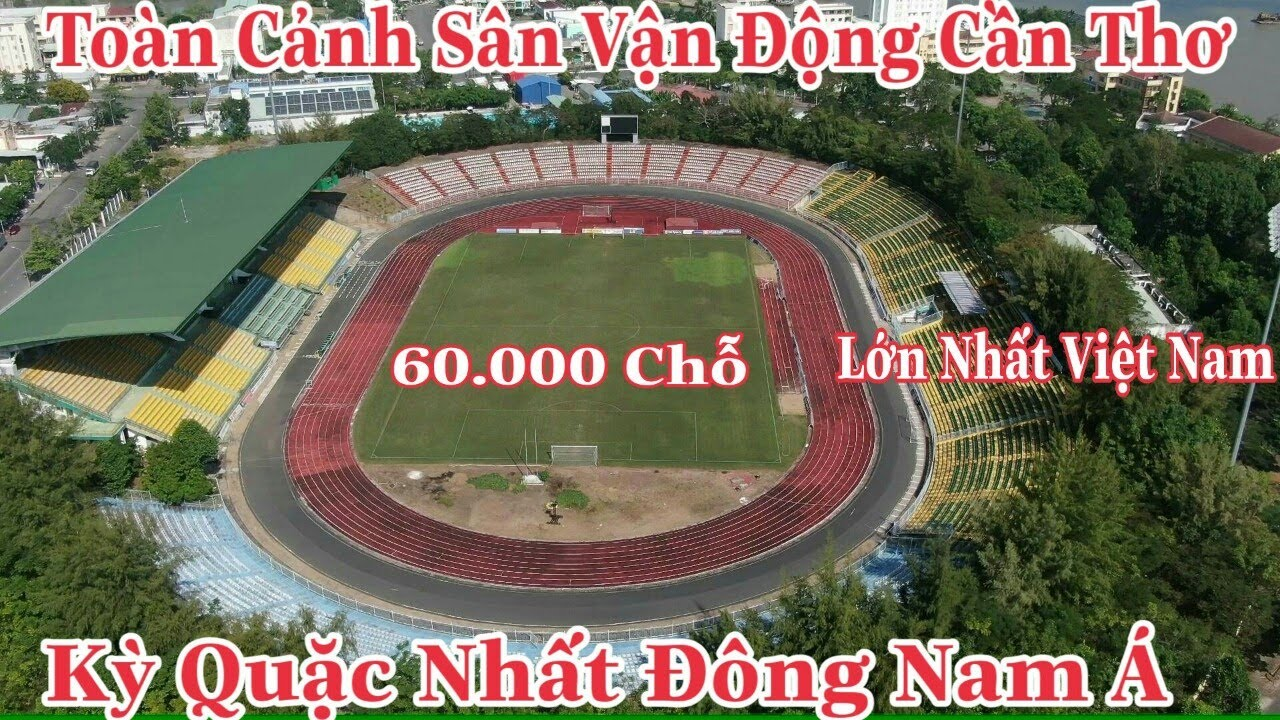 Toàn Cảnh Sân Vận Động Cần Thơ
60.000 Chỗ
Lớn Nhất Việt Nam
Kỳ Quặc Nhất Đông Nam Á